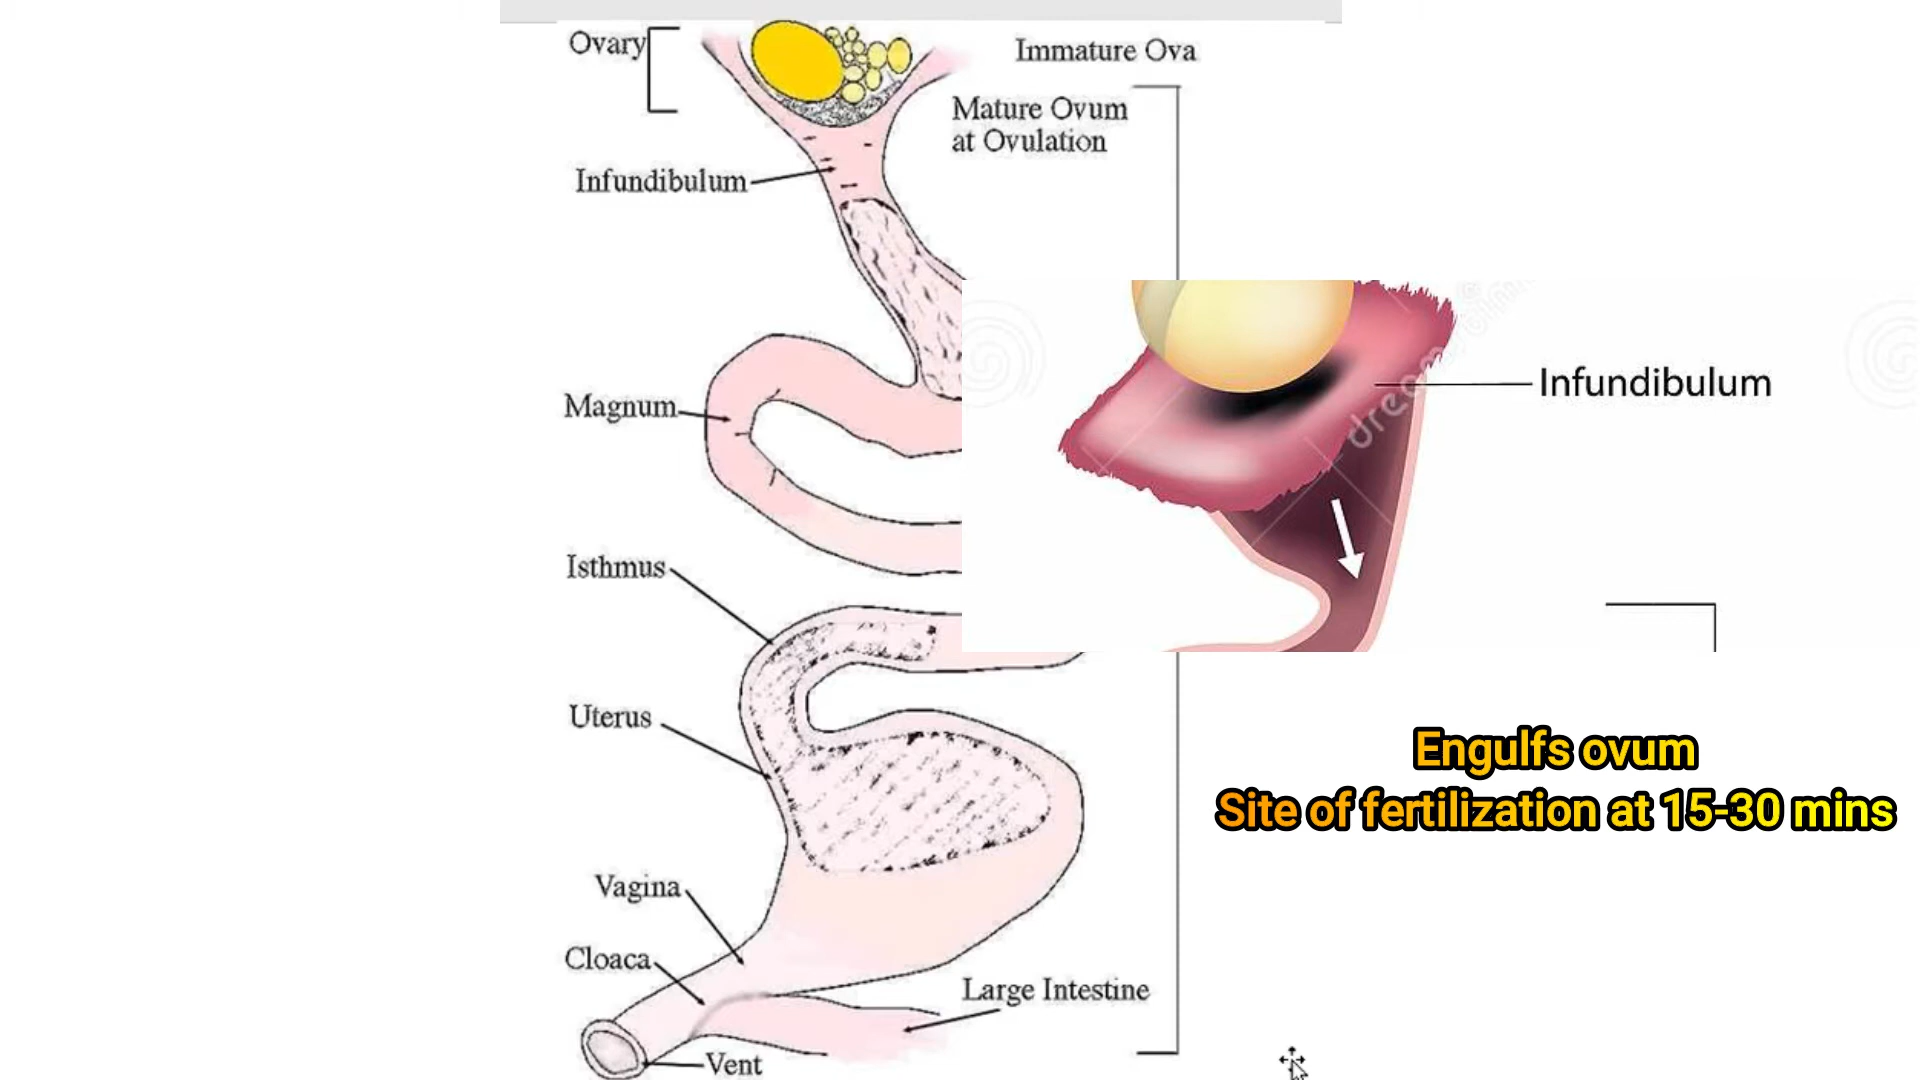 Ovary
Immature Ova
Mature Ovum
at Ovulation
Infundibulum
Infundibulum
Magnum
Isthmus
Uterus
Engulfs ovum
Site of fertilization at 15-30 mins
Vagina
Cloaca
Large Intestine
Vent